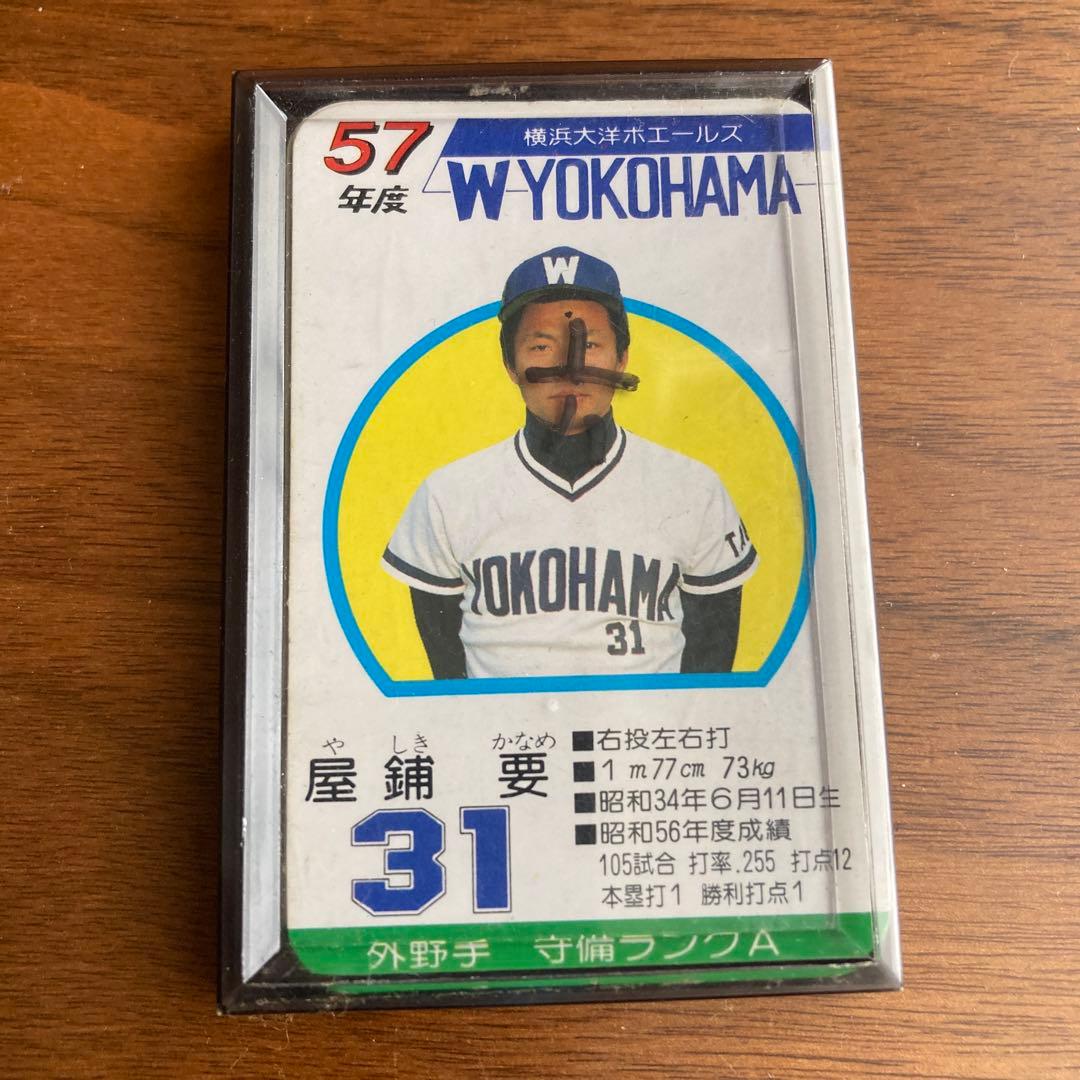 57
年度
横浜大洋ホエールズ
W YOKOHAMA
W
TA
YOKOHAMA
31
や しき かなめ
屋鋪 要
31
■右投左右打
■1m77cm 73kg
■昭和34年6月11日生
■昭和56年度成績
105試合 打率.255 打点12
本塁打1 勝利打点1
外野手 守備ランクA